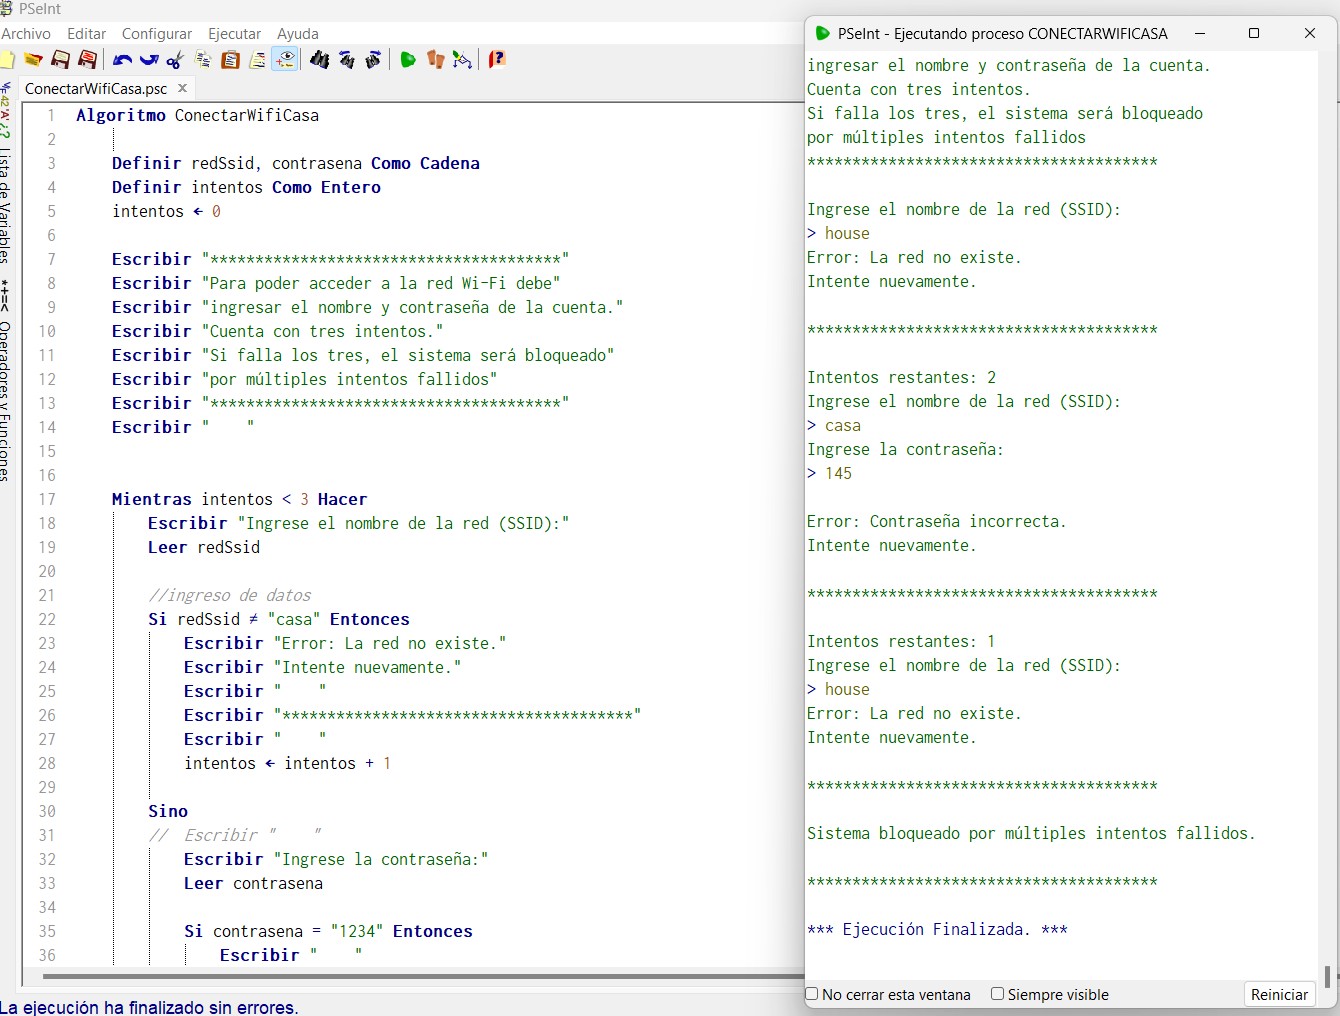 PSeInt
Archivo Editar Configurar Ejecutar Ayuda
ConectarWifiCasa.psc
Lista de Variables
*+=< Operadores y Funciones
1 Algoritmo ConectarWifiCasa
2
3 Definir redSsid, contrasena Como Cadena
4 Definir intentos Como Entero
5 intentos ← 0
6
7 Escribir "***************************************"
8 Escribir "Para poder acceder a la red Wi-Fi debe"
9 Escribir "ingresar el nombre y contraseña de la cuenta."
10 Escribir "Cuenta con tres intentos."
11 Escribir "Si falla los tres, el sistema será bloqueado"
12 Escribir "por múltiples intentos fallidos"
13 Escribir "***************************************"
14 Escribir "    "
15
16
17 Mientras intentos < 3 Hacer
18 Escribir "Ingrese el nombre de la red (SSID):"
19 Leer redSsid
20
21 //ingreso de datos
22 Si redSsid ≠ "casa" Entonces
23 Escribir "Error: La red no existe."
24 Escribir "Intente nuevamente."
25 Escribir "    "
26 Escribir "***************************************"
27 Escribir "    "
28 intentos ← intentos + 1
29
30 Sino
31 //  Escribir "    "
32 Escribir "Ingrese la contraseña:"
33 Leer contrasena
34
35 Si contrasena = "1234" Entonces
36 Escribir "    "
La ejecución ha finalizado sin errores.
PSeInt - Ejecutando proceso CONECTARWIFICASA
ingresar el nombre y contraseña de la cuenta.
Cuenta con tres intentos.
Si falla los tres, el sistema será bloqueado
por múltiples intentos fallidos
***************************************
Ingrese el nombre de la red (SSID):
> house
Error: La red no existe.
Intente nuevamente.
***************************************
Intentos restantes: 2
Ingrese el nombre de la red (SSID):
> casa
Ingrese la contraseña:
> 145
Error: Contraseña incorrecta.
Intente nuevamente.
***************************************
Intentos restantes: 1
Ingrese el nombre de la red (SSID):
> house
Error: La red no existe.
Intente nuevamente.
***************************************
Sistema bloqueado por múltiples intentos fallidos.
***************************************
*** Ejecución Finalizada. ***
No cerrar esta ventana Siempre visible Reiniciar